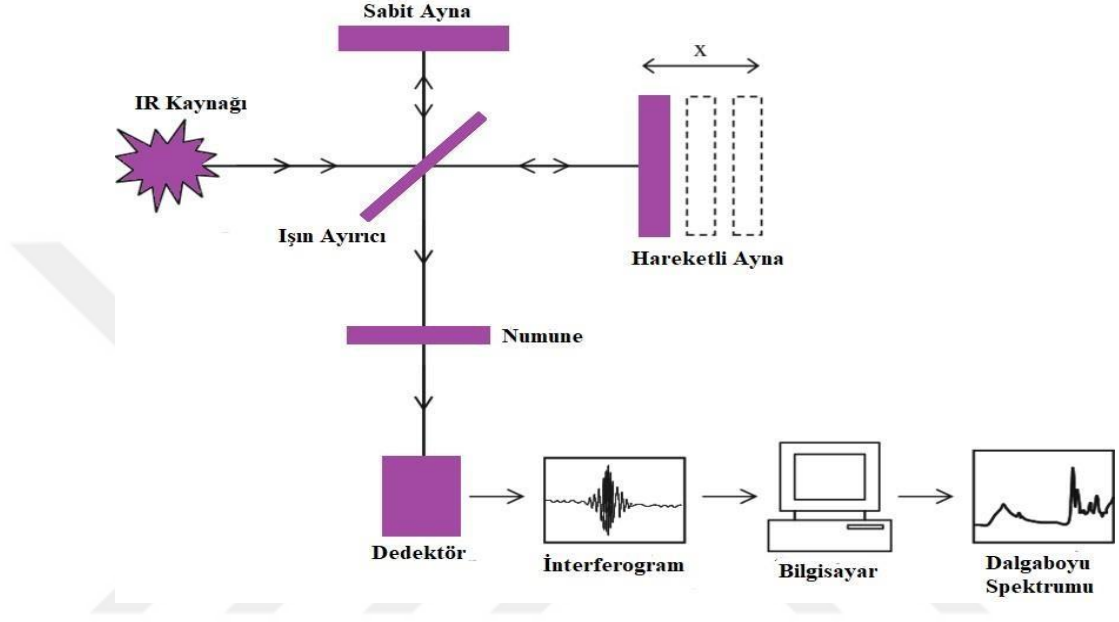 Sabit Ayna
X
IR Kaynağı
Işın Ayırıcı
Hareketli Ayna
Numune
Dedektör
İnterferogram
Bilgisayar
Dalgaboyu
Spektrumu